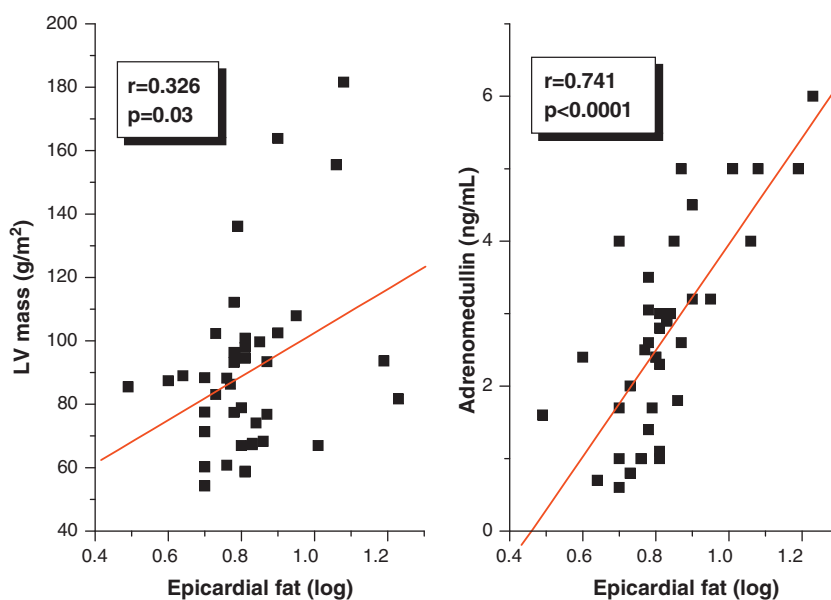 200
180
160
140
120
100
80
60
40
LV mass (g/m²)
r=0.326
p=0.03
0.4 0.6 0.8 1.0 1.2
Epicardial fat (log)
6
4
2
0
Adrenomedullin (ng/mL)
r=0.741
p<0.0001
0.4 0.6 0.8 1.0 1.2
Epicardial fat (log)